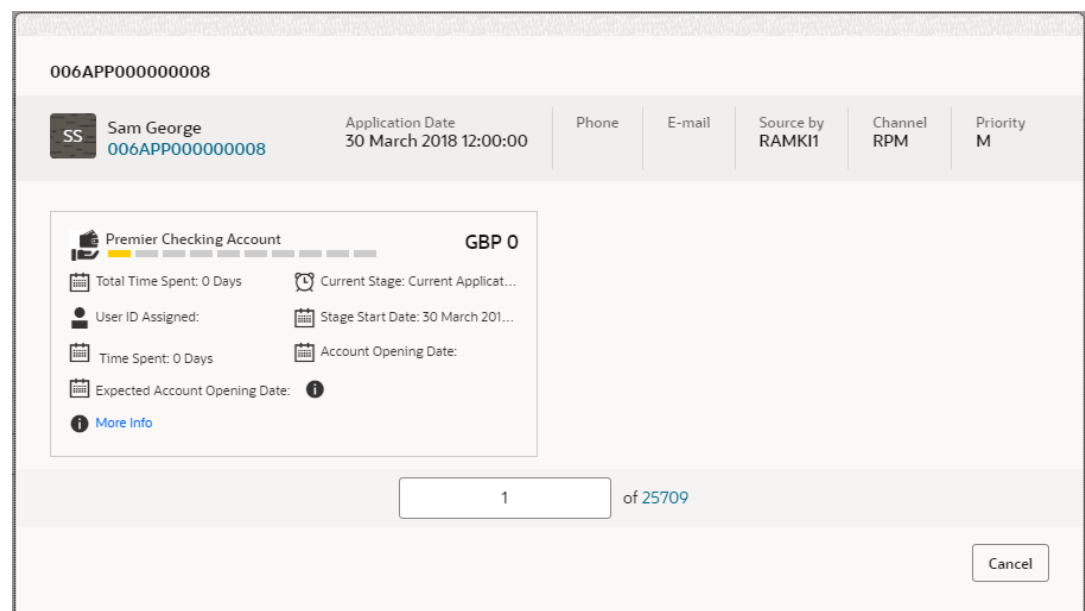 006APP000000008
SS
Sam George
006APP000000008
Application Date
30 March 2018 12:00:00
Phone
E-mail
Source by
RAMKI1
Channel
RPM
Priority
M
Premier Checking Account
GBP 0
Total Time Spent: 0 Days
Current Stage: Current Applicat...
User ID Assigned:
Stage Start Date: 30 March 201...
Time Spent: 0 Days
Account Opening Date:
Expected Account Opening Date:
More Info
1 of 25709
Cancel